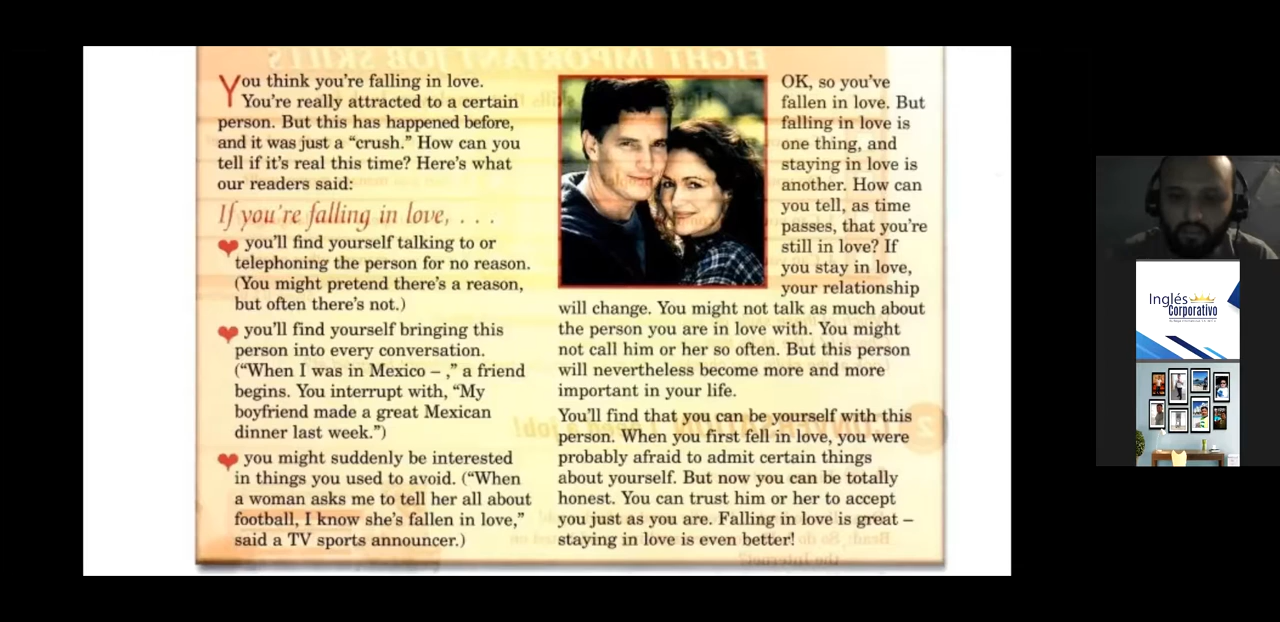 You think you're falling in love.
You're really attracted to a certain
person. But this has happened before,
and it was just a “crush.” How can you
tell if it's real this time? Here's what
our readers said:
If you're falling in love, . . .
you'll find yourself talking to or
telephoning the person for no reason.
(You might pretend there's a reason,
but often there's not.)
you'll find yourself bringing this
person into every conversation.
(“When I was in Mexico – ,” a friend
begins. You interrupt with, “My
boyfriend made a great Mexican
dinner last week.”)
you might suddenly be interested
in things you used to avoid. (“When
a woman asks me to tell her all about
football, I know she's fallen in love,”
said a TV sports announcer.)
OK, so you've
fallen in love. But
falling in love is
one thing, and
staying in love is
another. How can
you tell, as time
passes, that you're
still in love? If
you stay in love,
your relationship
will change. You might not talk as much about
the person you are in love with. You might
not call him or her so often. But this person
will nevertheless become more and more
important in your life.
You'll find that you can be yourself with this
person. When you first fell in love, you were
probably afraid to admit certain things
about yourself. But now you can be totally
honest. You can trust him or her to accept
you just as you are. Falling in love is great –
staying in love is even better!
EIGHT IMPORTANT JOB SKILLS
2 CONVERSATION I need a job!
the Internet?
Inglés
Corporativo